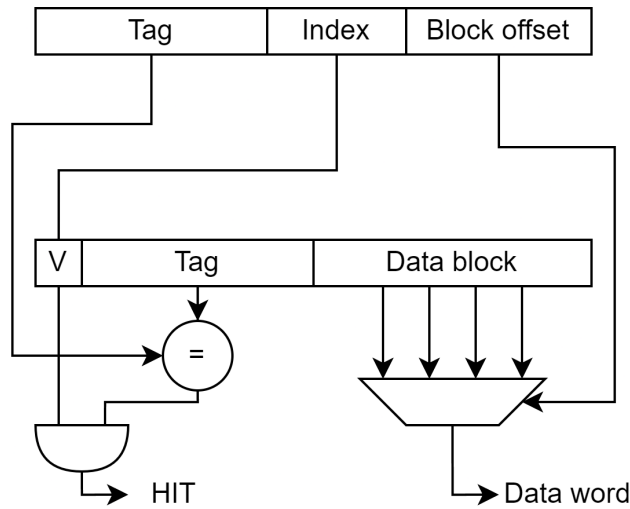 Tag Index Block offset
V Tag Data block
=
HIT Data word